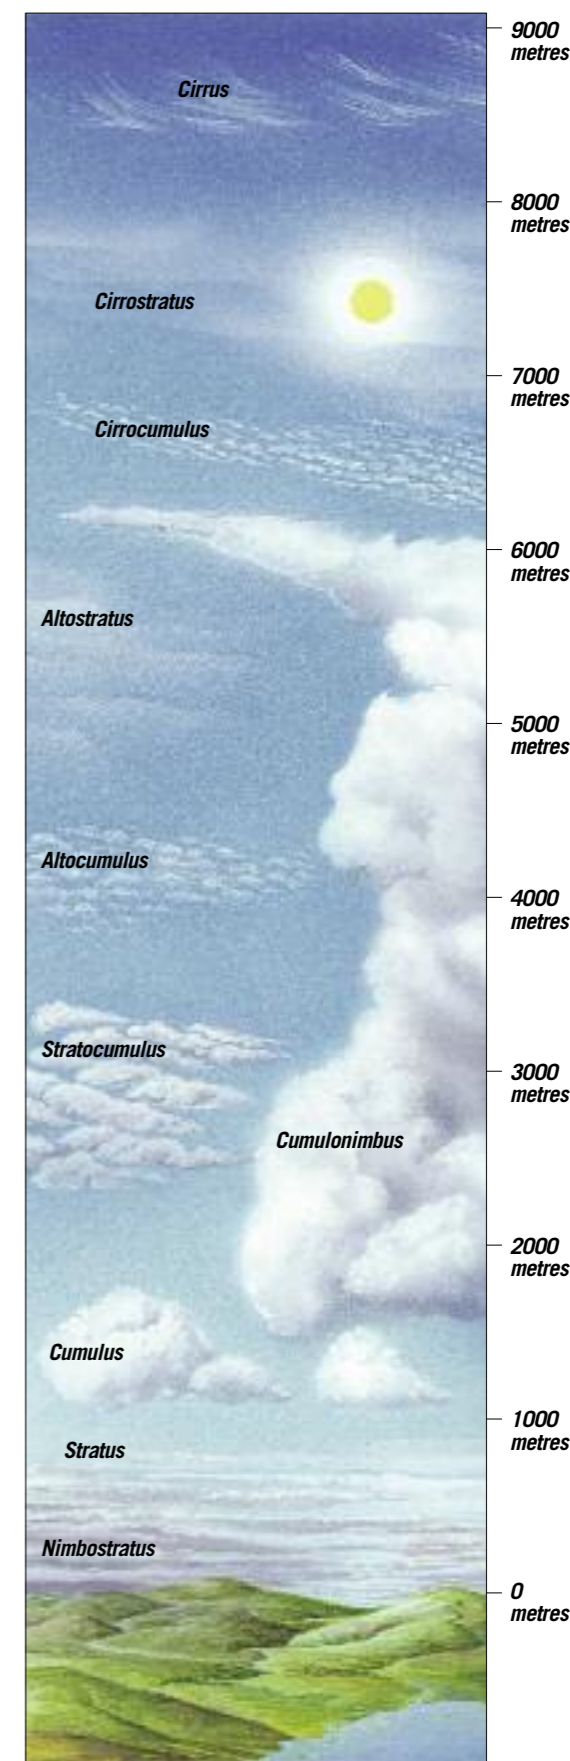 9000
metres
Cirrus
8000
metres
Cirrostratus
7000
metres
Cirrocumulus
6000
metres
Altostratus
5000
metres
Altocumulus
4000
metres
Stratocumulus
3000
metres
Cumulonimbus
2000
metres
Cumulus
1000
metres
Stratus
Nimbostratus
0
metres